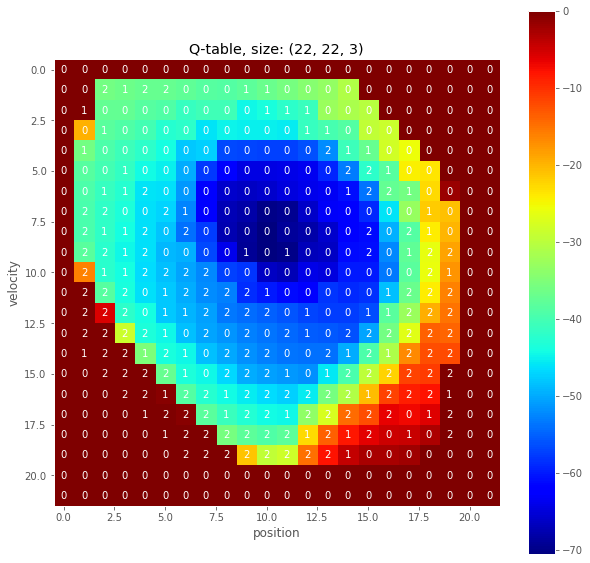 Q-table, size: (22, 22, 3)
0 0 0 0 0 0 0 0 0 0 0 0 0 0 0 0 0 0 0 0 0 0
0 0 2 1 2 2 0 0 0 1 1 0 0 0 0 0 0 0 0 0 0 0
0 1 0 0 0 0 0 0 0 0 1 1 1 0 0 0 0 0 0 0 0 0
0 0 1 0 0 0 0 0 0 0 0 0 1 1 0 0 0 0 0 0 0 0
0 1 0 0 0 0 0 0 0 0 0 0 0 2 1 1 0 0 0 0 0 0
0 0 0 1 0 0 0 0 0 0 0 0 0 0 2 2 1 0 0 0 0 0
0 0 1 1 2 0 0 0 0 0 0 0 0 0 1 2 2 1 0 0 0 0
0 2 2 0 0 2 1 0 0 0 0 0 0 0 0 2 0 0 1 0 0 0
0 2 0 0 0 0 2 0 0 0 0 0 0 0 0 2 0 2 1 0 0 0
0 2 2 1 2 0 0 0 0 1 0 1 0 0 0 2 0 0 2 2 0 0
0 2 1 1 2 2 2 2 0 0 0 0 0 0 0 0 0 0 2 1 0 0
0 2 2 2 0 1 2 2 2 2 1 0 0 0 0 0 1 2 2 2 0 0
0 2 2 2 0 1 1 2 2 2 2 0 1 0 0 1 2 1 2 2 0 0
0 2 2 2 2 1 0 2 0 2 2 2 0 1 0 2 2 2 2 2 0 0
0 1 2 2 1 2 1 0 2 2 2 0 0 2 1 2 1 2 2 2 0 0
0 0 2 2 2 2 1 0 2 2 2 1 0 1 2 2 2 1 2 2 0 0
0 0 0 2 2 1 2 2 1 2 2 2 2 2 2 1 2 2 2 1 0 0
0 0 0 0 1 2 2 2 1 2 2 1 2 2 2 2 0 0 1 2 0 0
0 0 0 0 0 1 2 2 2 2 2 1 2 1 2 2 0 1 0 2 0 0
0 0 0 0 0 2 2 2 0 2 2 2 2 2 1 0 0 0 0 0 0 0
0 0 0 0 0 0 0 0 0 0 0 0 0 0 0 0 0 0 0 0 0 0
0 0 0 0 0 0 0 0 0 0 0 0 0 0 0 0 0 0 0 0 0 0
0.0
2.5
5.0
7.5
10.0
12.5
15.0
17.5
20.0
velocity
0.0 2.5 5.0 7.5 10.0 12.5 15.0 17.5 20.0
position
0
−10
−20
−30
−40
−50
−60
−70